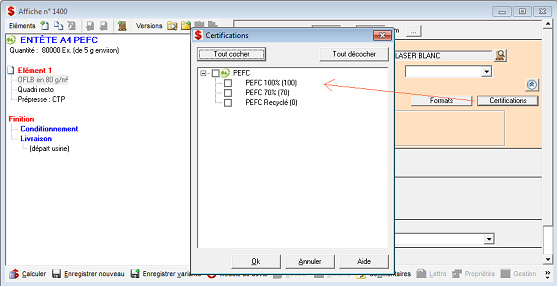 Affiche n° 1400
Eléments
Versions
ENTÊTE A4 PEFC
Quantité : 80000 Ex. (de 5 g environ)
Elément 1
OFLB en 80 g/m²
Quadri recto
Prépresse : CTP
Finition
Conditionnement
Livraison
(départ usine)
Certifications
Tout cocher
Tout décocher
PEFC
PEFC 100% (100)
PEFC 70% (70)
PEFC Recyclé (0)
Ok
Annuler
Aide
...
LASER BLANC
Formats
Certifications
Calculer
Enregistrer nouveau
Enregistrer
Lettre
Propriétés
Gestion